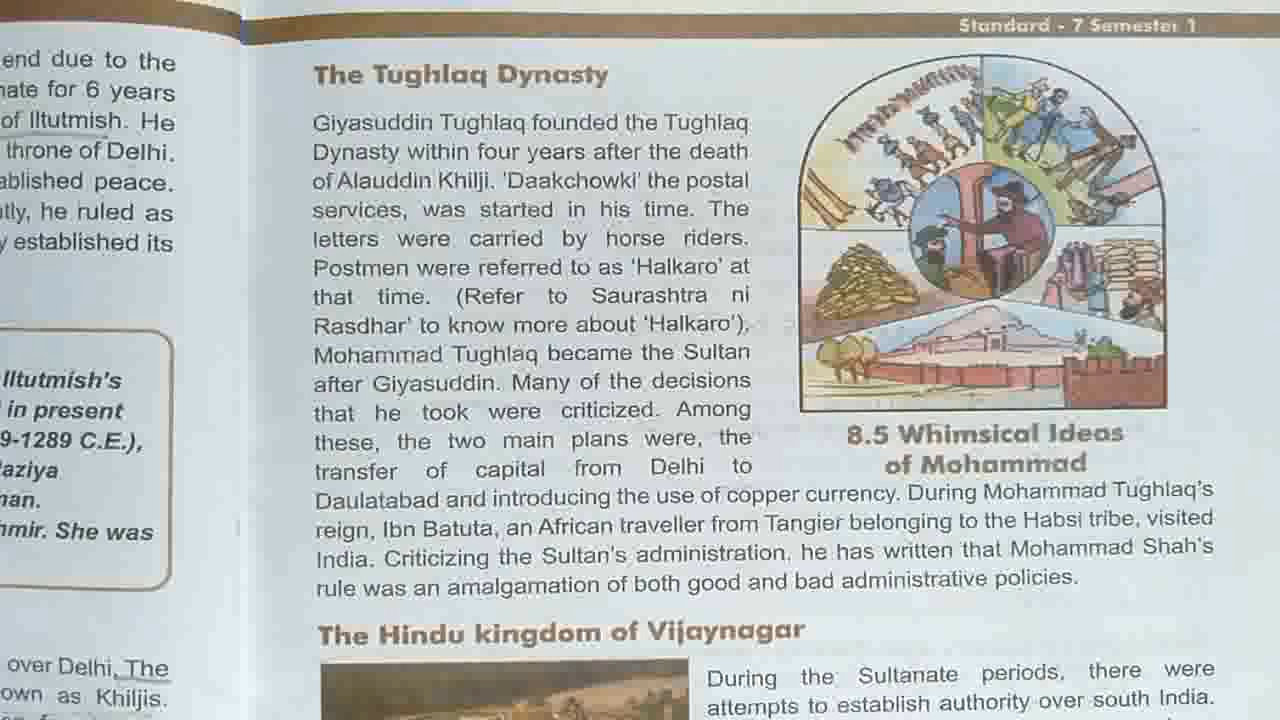 Standard - 7 Semester 1
end due to the
nate for 6 years
of Iltutmish. He
throne of Delhi.
ablished peace.
ntly, he ruled as
y established its
Iltutmish's
in present
9-1289 C.E.),
Raziya
man.
hmir. She was
over Delhi, The
own as Khiljis.
The Tughlaq Dynasty
Giyasuddin Tughlaq founded the Tughlaq
Dynasty within four years after the death
of Alauddin Khilji. 'Daakchowki' the postal
services, was started in his time. The
letters were carried by horse riders.
Postmen were referred to as 'Halkaro' at
that time. (Refer to Saurashtra ni
Rasdhar' to know more about 'Halkaro').
Mohammad Tughlaq became the Sultan
after Giyasuddin. Many of the decisions
that he took were criticized. Among
these, the two main plans were, the
transfer of capital from Delhi to
Daulatabad and introducing the use of copper currency. During Mohammad Tughlaq's
reign, Ibn Batuta, an African traveller from Tangier belonging to the Habsi tribe, visited
India. Criticizing the Sultan's administration, he has written that Mohammad Shah's
rule was an amalgamation of both good and bad administrative policies.
8.5 Whimsical Ideas
of Mohammad
The Hindu kingdom of Vijaynagar
During the Sultanate periods, there were
attempts to establish authority over south India.